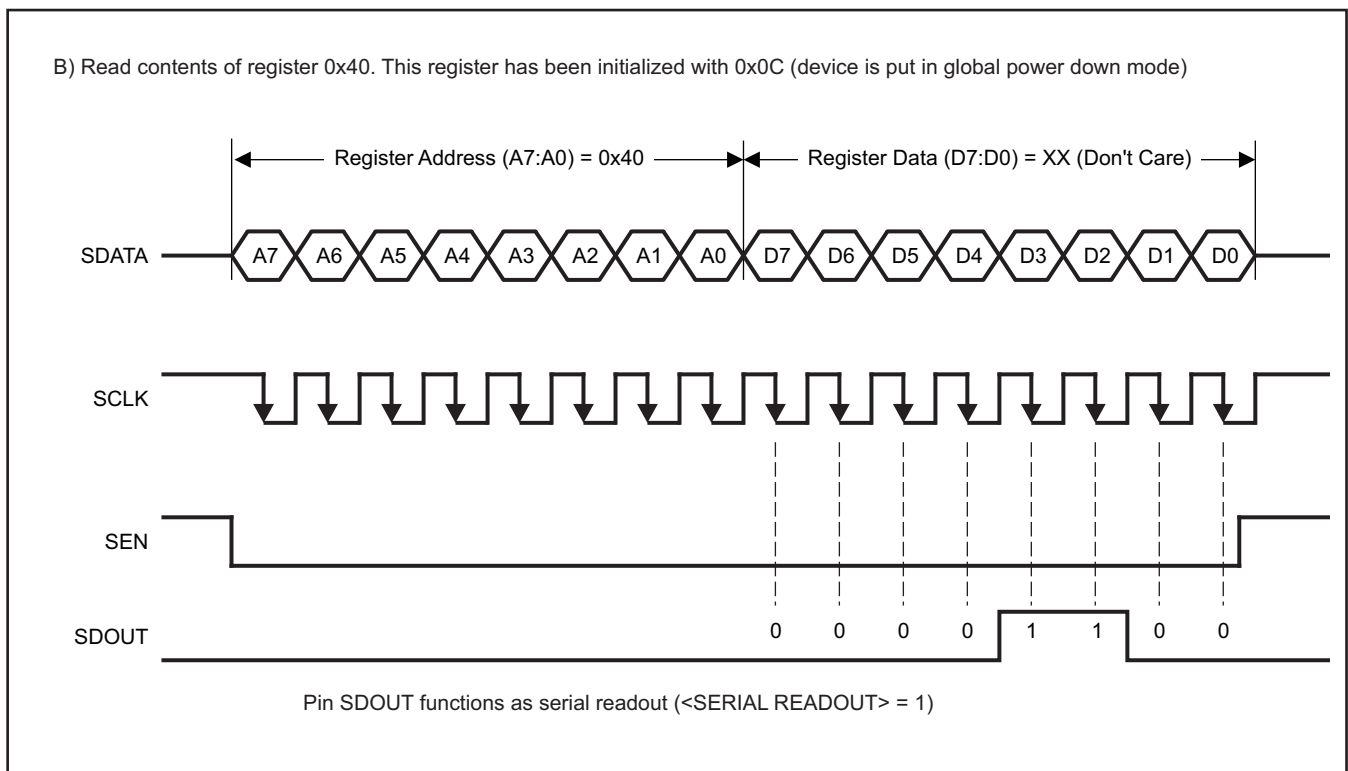 B) Read contents of register 0x40. This register has been initialized with 0x0C (device is put in global power down mode)
Register Address (A7:A0) = 0x40 Register Data (D7:D0) = XX (Don't Care)
SDATA A7 A6 A5 A4 A3 A2 A1 A0 D7 D6 D5 D4 D3 D2 D1 D0
SCLK
SEN
SDOUT 0 0 0 0 1 1 0 0
Pin SDOUT functions as serial readout (<SERIAL READOUT> = 1)